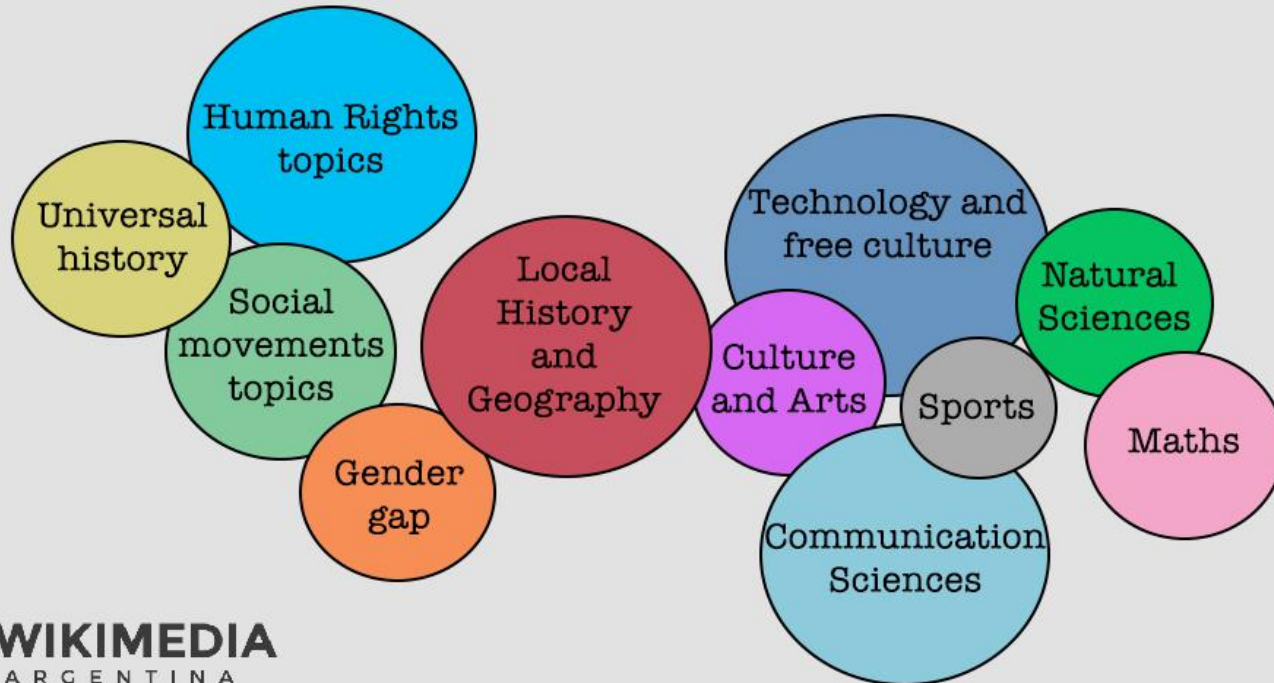 Human Rights
topics
Universal
history
Social
movements
topics
Gender
gap
Local
History
and
Geography
Technology and
free culture
Culture
and Arts
Natural
Sciences
Sports
Maths
Communication
Sciences
WIKIMEDIA
ARGENTINA